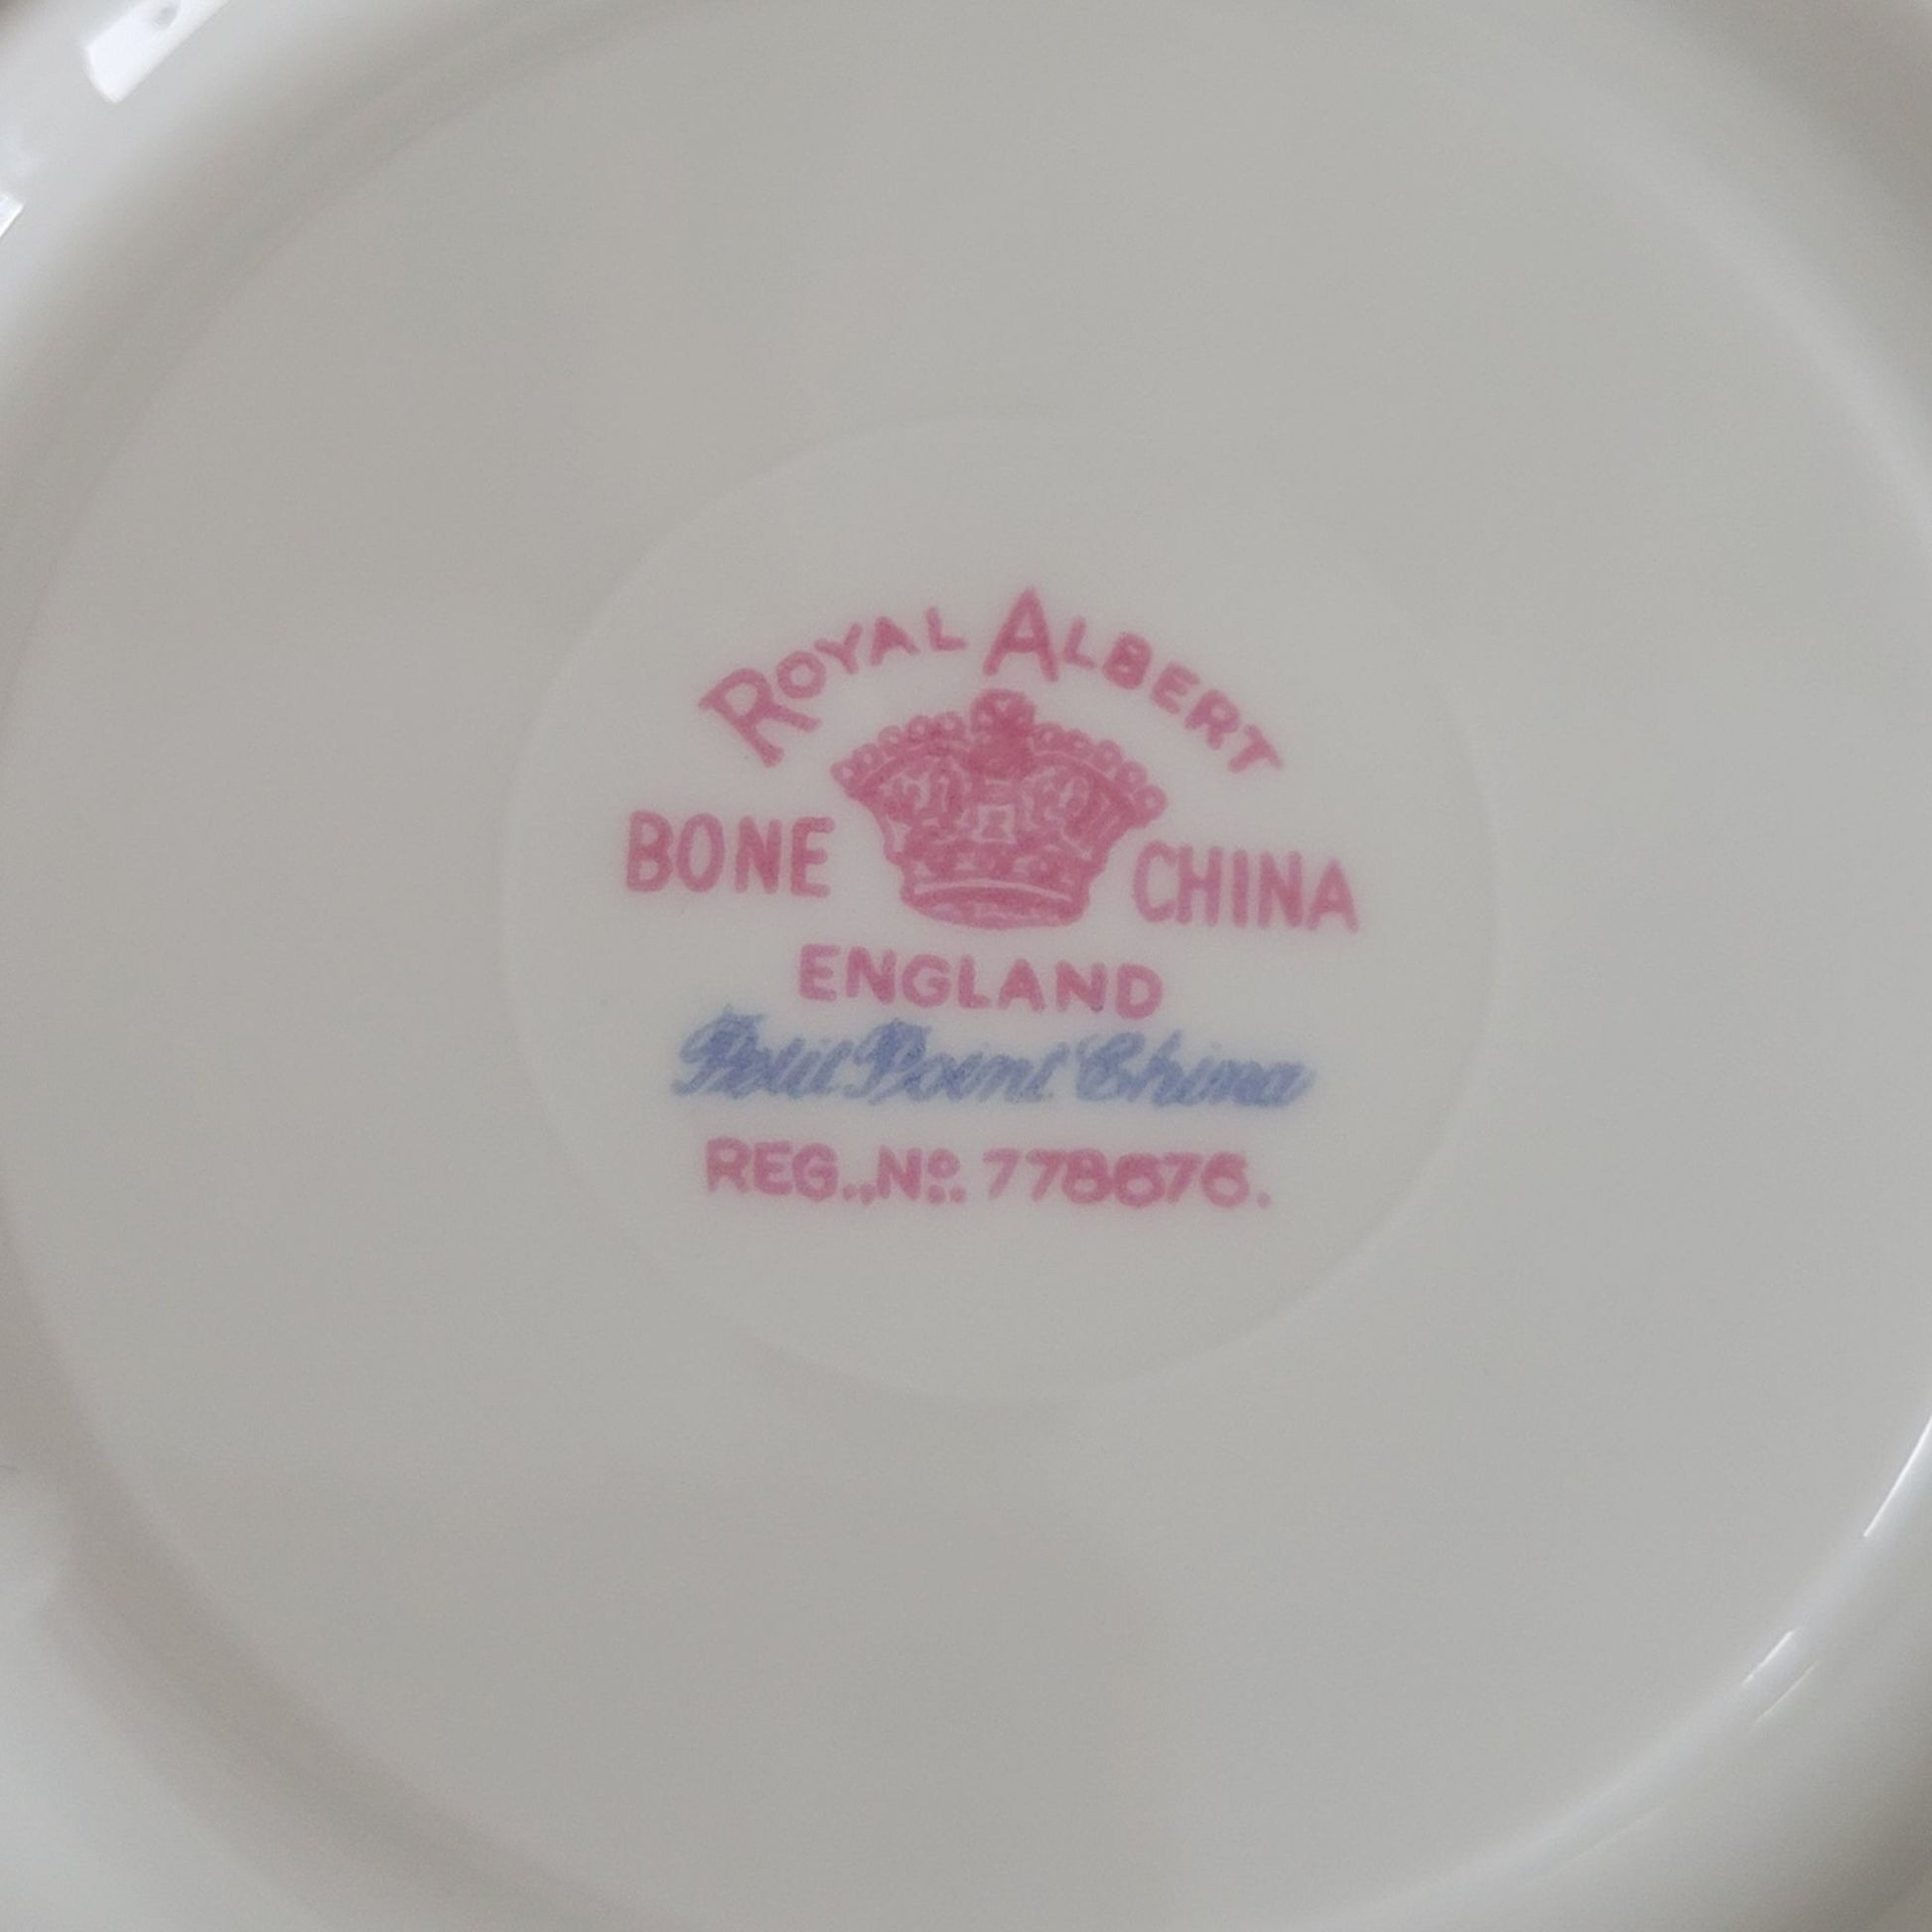 ROYAL ALBERT
BONE CHINA
ENGLAND
Petit Point China
REG., No. 778676.